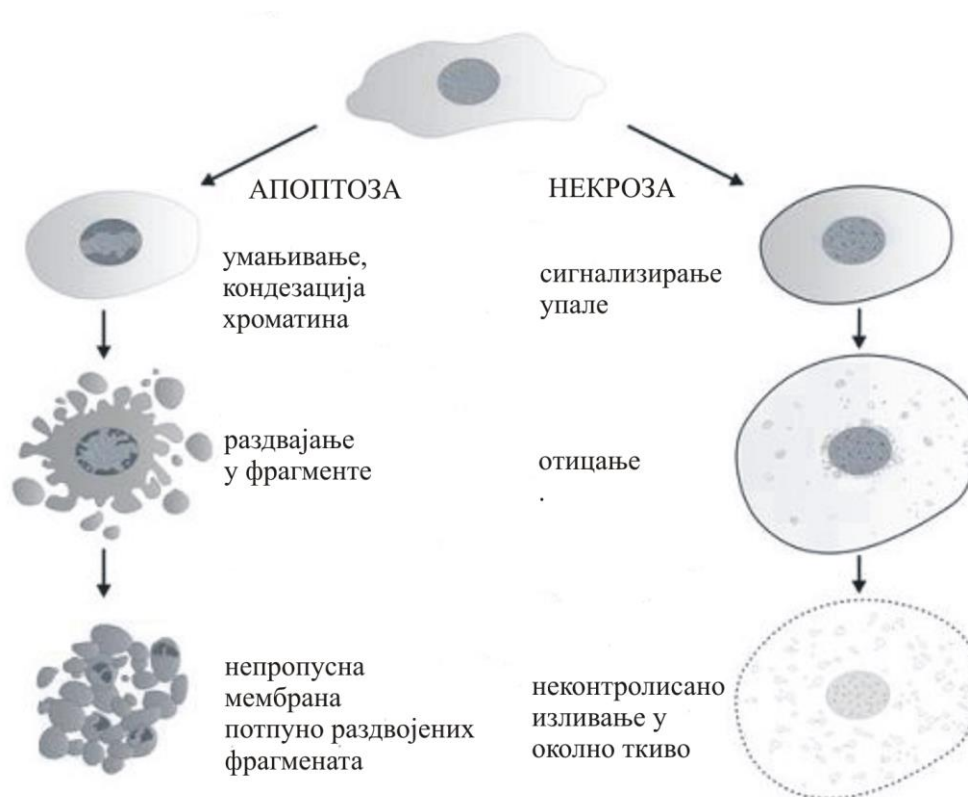 АПОПТОЗА
НЕКРОЗА
умањивање,
кондезација
хроматина
сигнализирање
упале
раздвајање
у фрагменте
отицање
.
непропусна
мембрана
потпуно раздвојених
фрагмената
неконтролисано
изливање у
околно ткиво